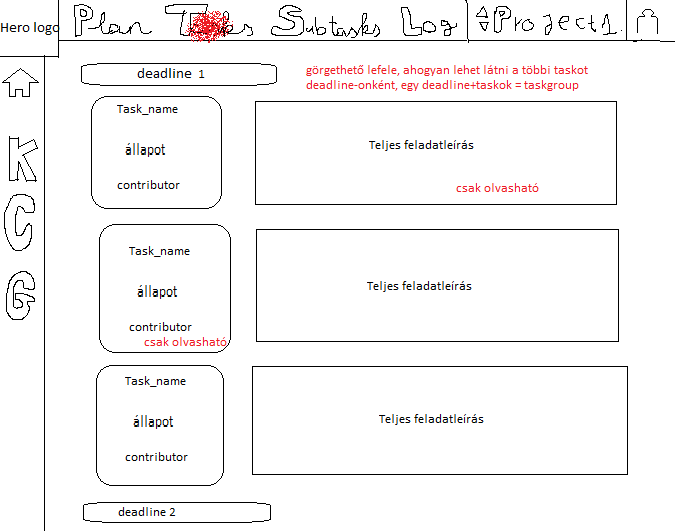 Hero logo
Plan Tasks Subtasks Log Project1.
deadline 1
görgethető lefele, ahogyan lehet látni a többi taskot
deadline-onként, egy deadline+taskok = taskgroup
Task_name
állapot
contributor
Teljes feladatleírás
csak olvasható
K
C
G
Task_name
állapot
contributor
csak olvasható
Teljes feladatleírás
Task_name
állapot
contributor
Teljes feladatleírás
deadline 2